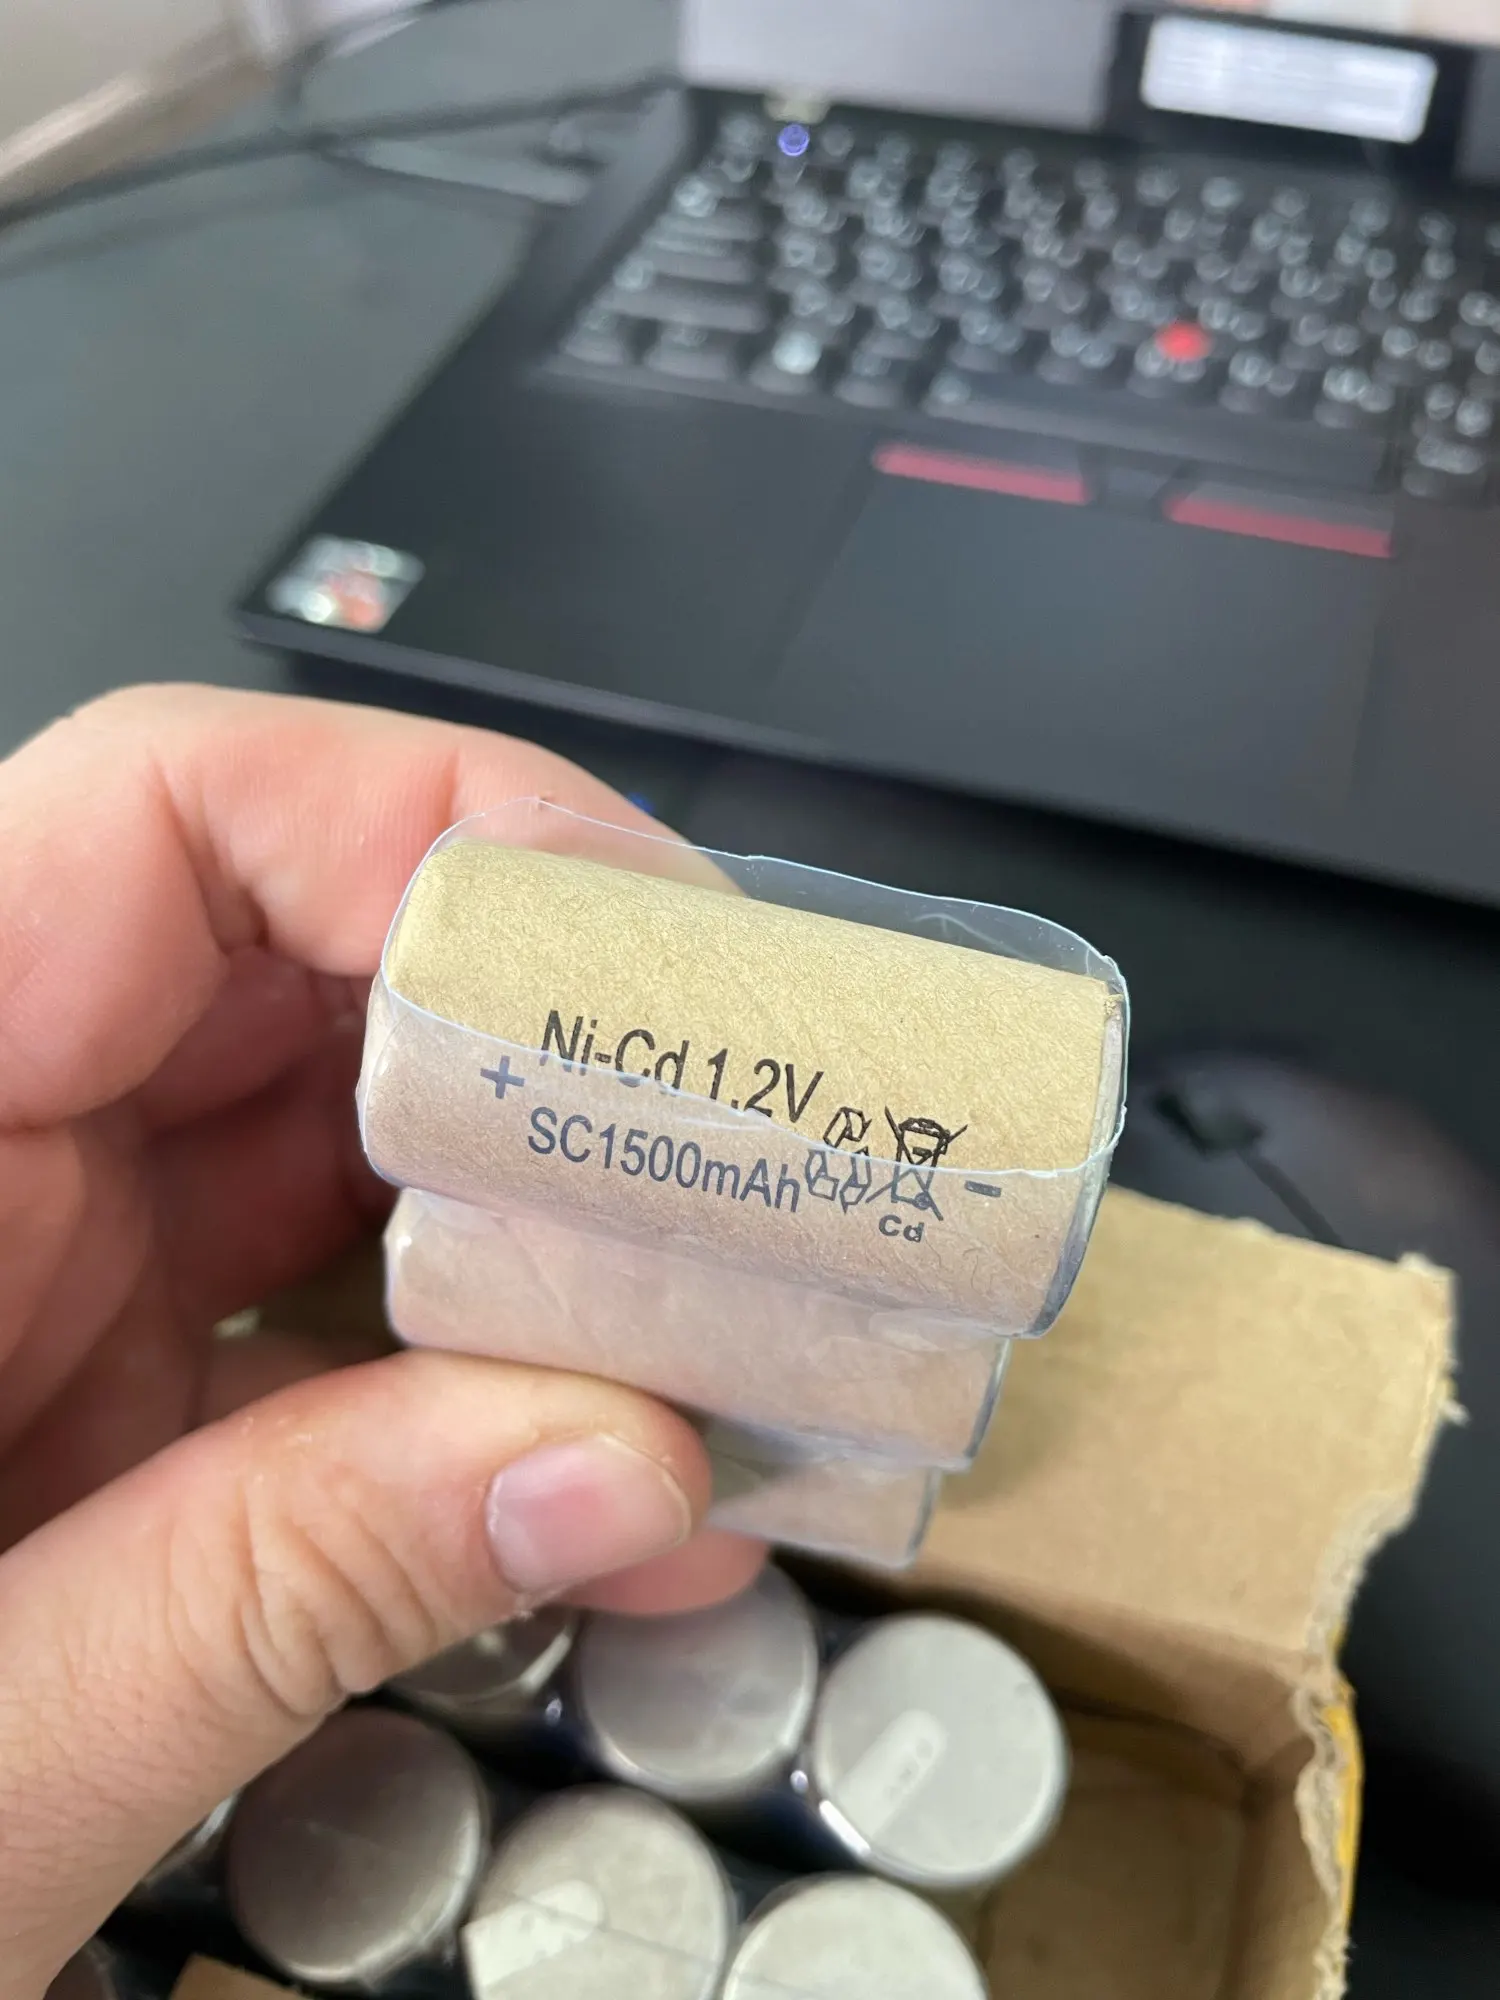 Ni-Cd 1.2V
+
SC1500mAh
-
Cd